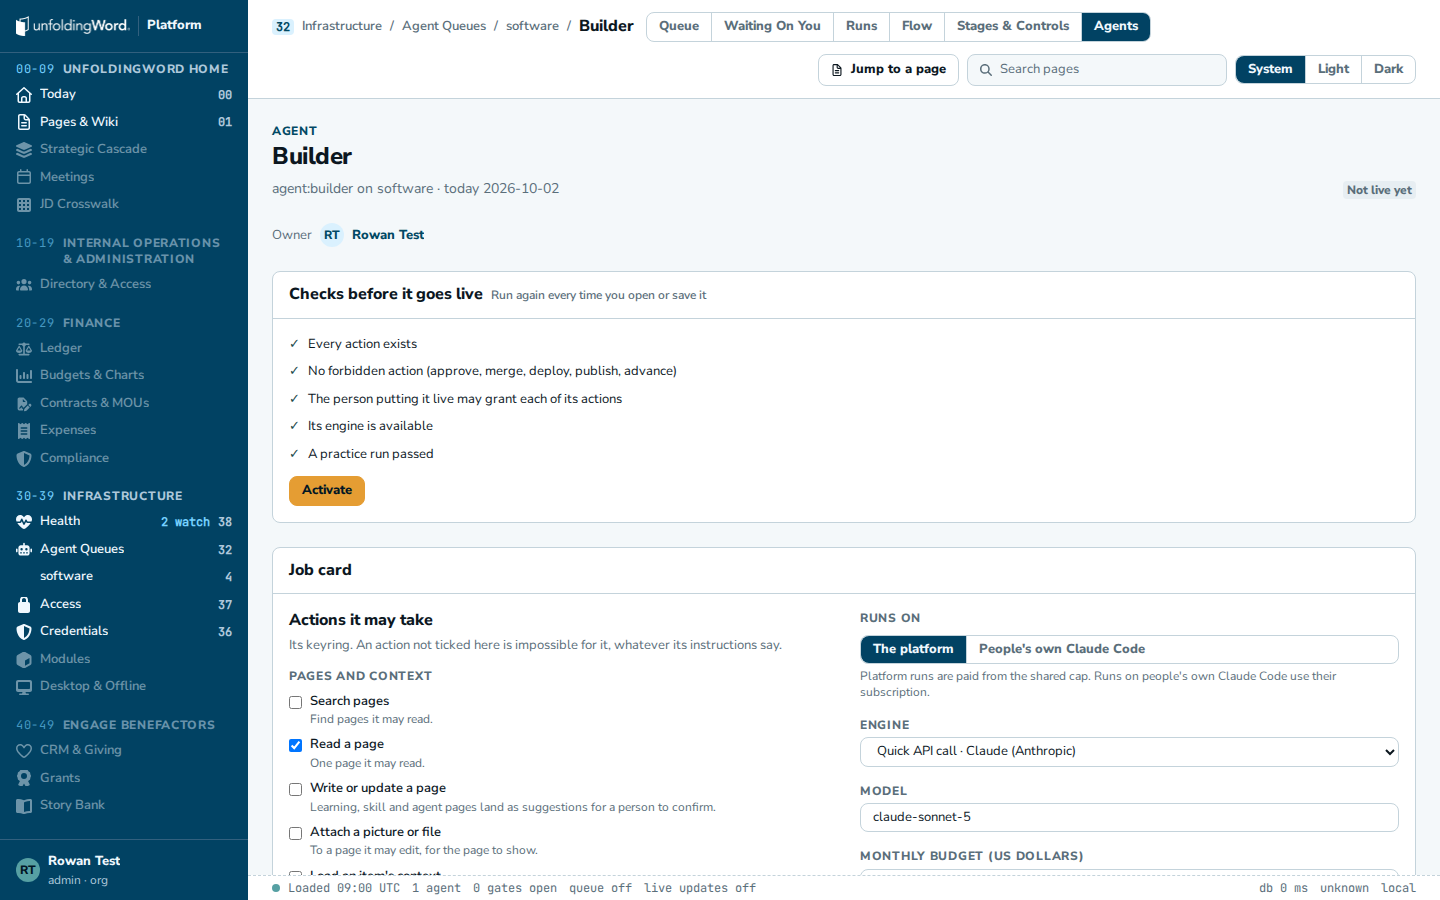 unfoldingWord Platform
00-09 UNFOLDINGWORD HOME
Today 00
Pages & Wiki 01
Strategic Cascade
Meetings
JD Crosswalk
10-19 INTERNAL OPERATIONS
& ADMINISTRATION
Directory & Access
20-29 FINANCE
Ledger
Budgets & Charts
Contracts & MOUs
Expenses
Compliance
30-39 INFRASTRUCTURE
Health 2 watch 38
Agent Queues 32
software 4
Access 37
Credentials 36
Modules
Desktop & Offline
40-49 ENGAGE BENEFACTORS
CRM & Giving
Grants
Story Bank
RT Rowan Test
admin · org
32 Infrastructure / Agent Queues / software / Builder
Queue Waiting On You Runs Flow Stages & Controls Agents
Jump to a page Search pages System Light Dark
AGENT
Builder
agent:builder on software · today 2026-10-02
Not live yet
Owner RT Rowan Test
Checks before it goes live Run again every time you open or save it
✓ Every action exists
✓ No forbidden action (approve, merge, deploy, publish, advance)
✓ The person putting it live may grant each of its actions
✓ Its engine is available
✓ A practice run passed
Activate
Job card
Actions it may take
Its keyring. An action not ticked here is impossible for it, whatever its instructions say.
PAGES AND CONTEXT
Search pages
Find pages it may read.
Read a page
One page it may read.
Write or update a page
Learning, skill and agent pages land as suggestions for a person to confirm.
Attach a picture or file
To a page it may edit, for the page to show.
RUNS ON
The platform People's own Claude Code
Platform runs are paid from the shared cap. Runs on people's own Claude Code use their
subscription.
ENGINE
Quick API call · Claude (Anthropic)
MODEL
claude-sonnet-5
MONTHLY BUDGET (US DOLLARS)
Loaded 09:00 UTC 1 agent 0 gates open queue off live updates off
db 0 ms unknown local